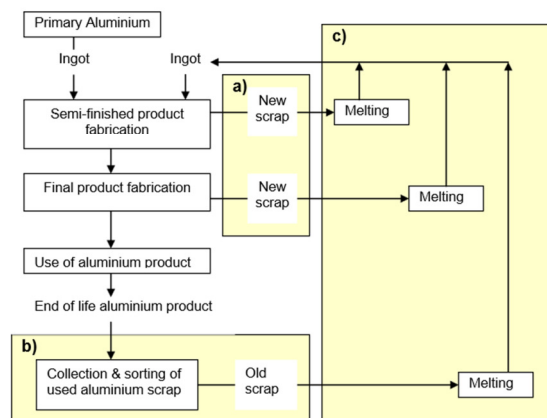 Primary Aluminium
c)
Ingot
Ingot
a)
Semi-finished product
fabrication
New
scrap
Melting
Final product fabrication
New
scrap
Melting
Use of aluminium product
End of life aluminium product
b)
Collection & sorting of
used aluminium scrap
Old
scrap
Melting